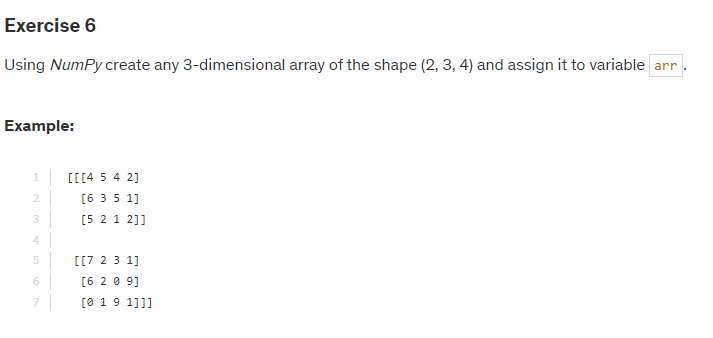 Exercise 6
Using NumPy create any 3-dimensional array of the shape (2, 3, 4) and assign it to variable arr.
Example:
1 [[[4 5 4 2]
2 [6 3 5 1]
3 [5 2 1 2]]
4
5 [[7 2 3 1]
6 [6 2 0 9]
7 [0 1 9 1]]]